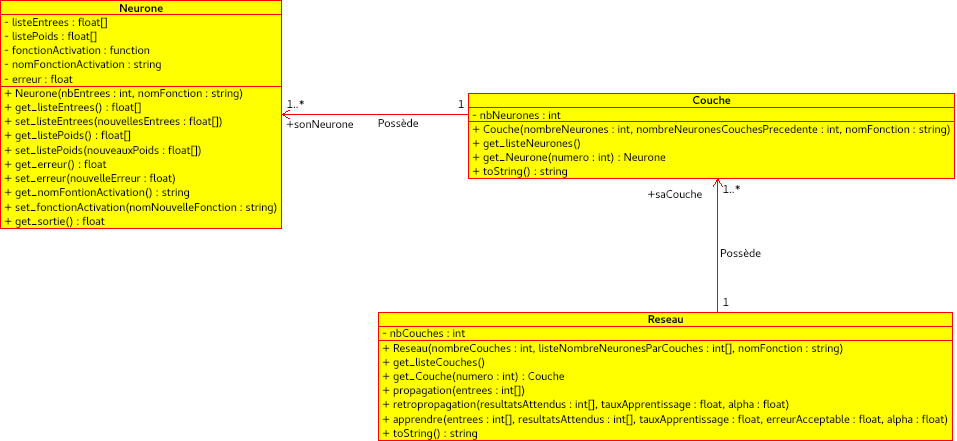 Neurone
- listeEntrees : float[]
- listePoids : float[]
- fonctionActivation : function
- nomFonctionActivation : string
- erreur : float
+ Neurone(nbEntrees : int, nomFonction : string)
+ get_listeEntrees() : float[]
+ set_listeEntrees(nouvellesEntrees : float[])
+ get_listePoids() : float[]
+ set_listePoids(nouveauxPoids : float[])
+ get_erreur() : float
+ set_erreur(nouvelleErreur : float)
+ get_nomFontionActivation() : string
+ set_fonctionActivation(nomNouvelleFonction : string)
+ get_sortie() : float
1..*
+sonNeurone
Possède
1
Couche
- nbNeurones : int
+ Couche(nombreNeurones : int, nombreNeuronesCouchesPrecedente : int, nomFonction : string)
+ get_listeNeurones()
+ get_Neurone(numero : int) : Neurone
+ toString() : string
+saCouche
1..*
Possède
1
Reseau
- nbCouches : int
+ Reseau(nombreCouches : int, listeNombreNeuronesParCouches : int[], nomFonction : string)
+ get_listeCouches()
+ get_Couche(numero : int) : Couche
+ propagation(entrees : int[])
+ retropropagation(resultatsAttendus : int[], tauxApprentissage : float, alpha : float)
+ apprendre(entrees : int[], resultatsAttendus : int[], tauxApprentissage : float, erreurAcceptable : float, alpha : float)
+ toString() : string